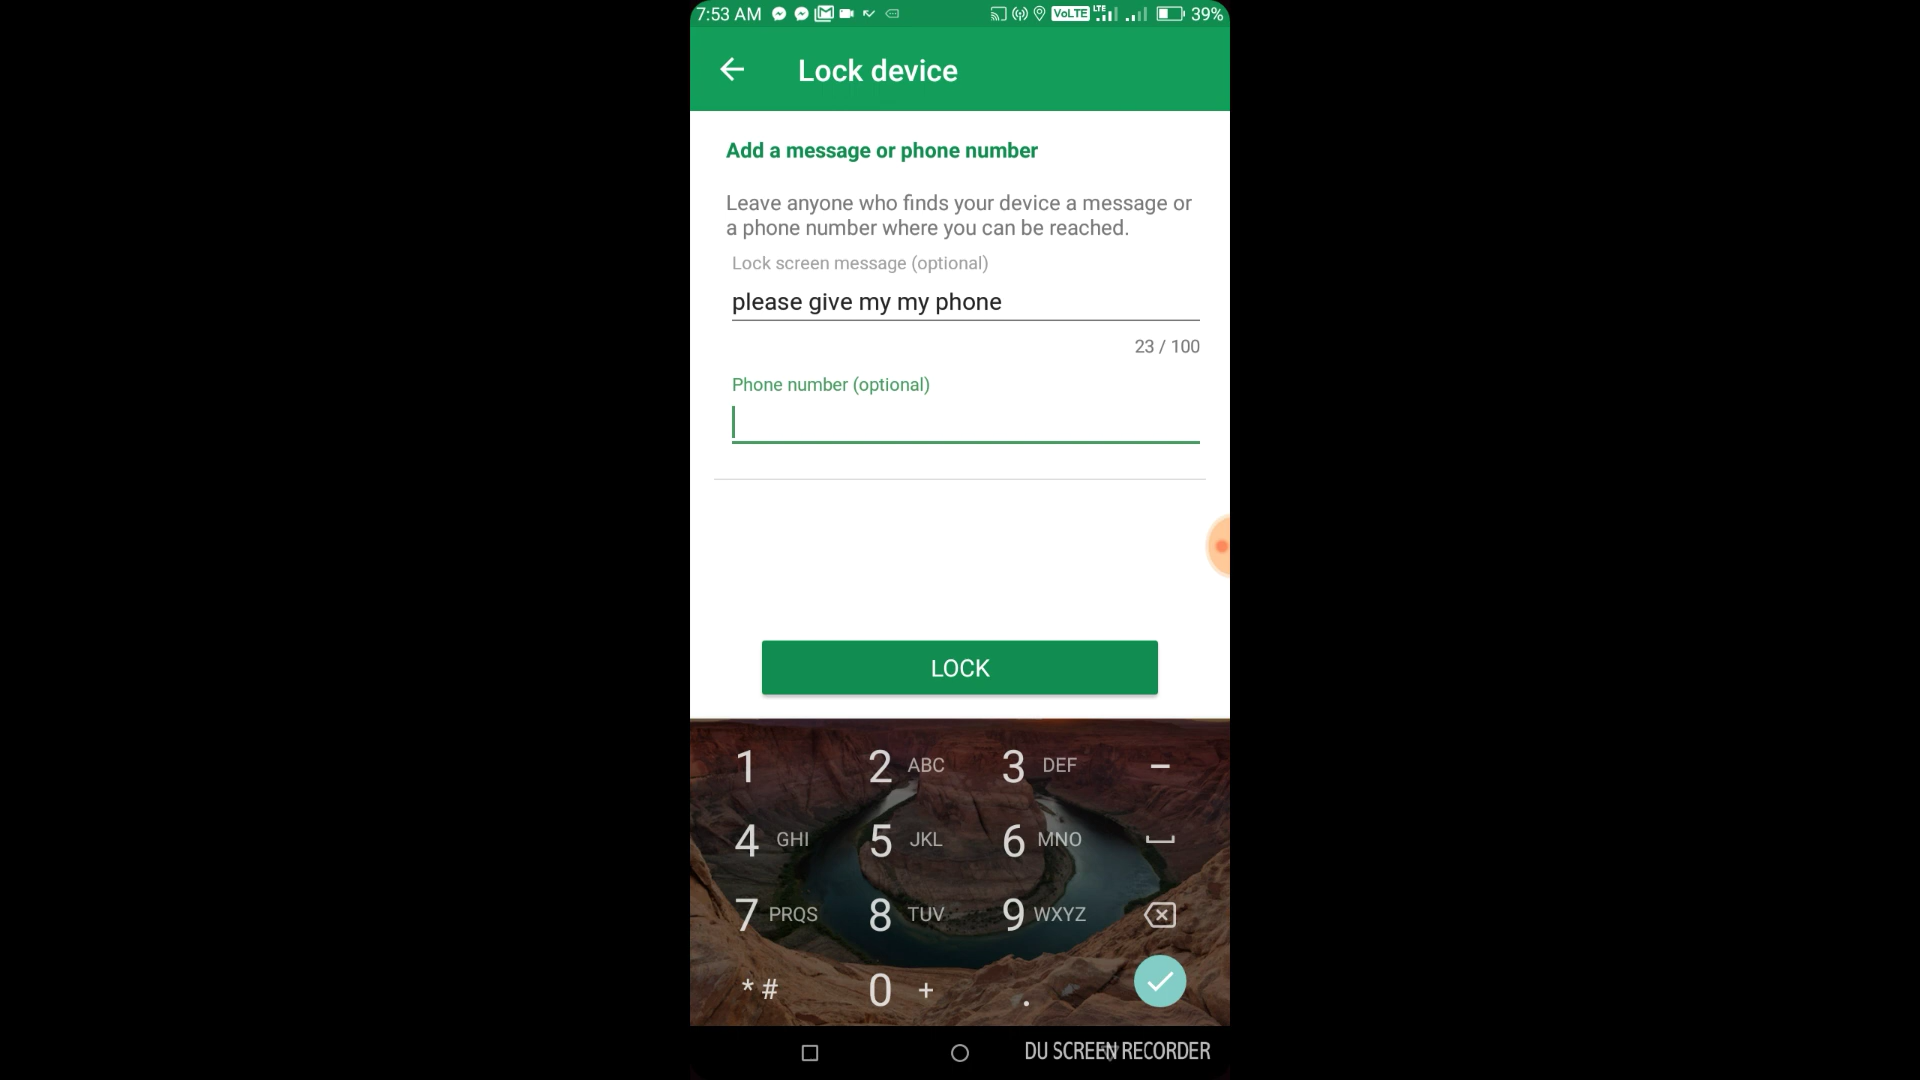 7:53 AM VoLTE LTE 39%
Lock device
Add a message or phone number
Leave anyone who finds your device a message or
a phone number where you can be reached.
Lock screen message (optional)
please give my my phone
23 / 100
Phone number (optional)
LOCK
1 2 ABC 3 DEF –
4 GHI 5 JKL 6 MNO
7 PRQS 8 TUV 9 WXYZ
* # 0 + .
DU SCREEN RECORDER